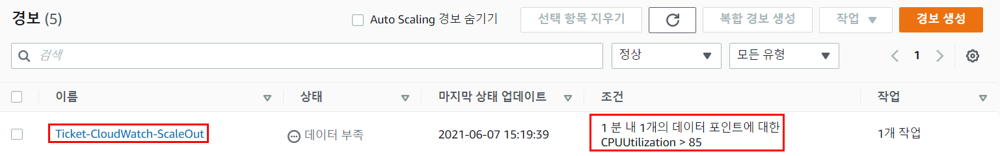 경보 (5)
Auto Scaling 경보 숨기기
선택 항목 지우기
복합 경보 생성
작업
경보 생성
검색
정상
모든 유형
1
이름
상태
마지막 상태 업데이트
조건
작업
Ticket-CloudWatch-ScaleOut
데이터 부족
2021-06-07 15:19:39
1 분 내 1개의 데이터 포인트에 대한
CPUUtilization > 85
1개 작업